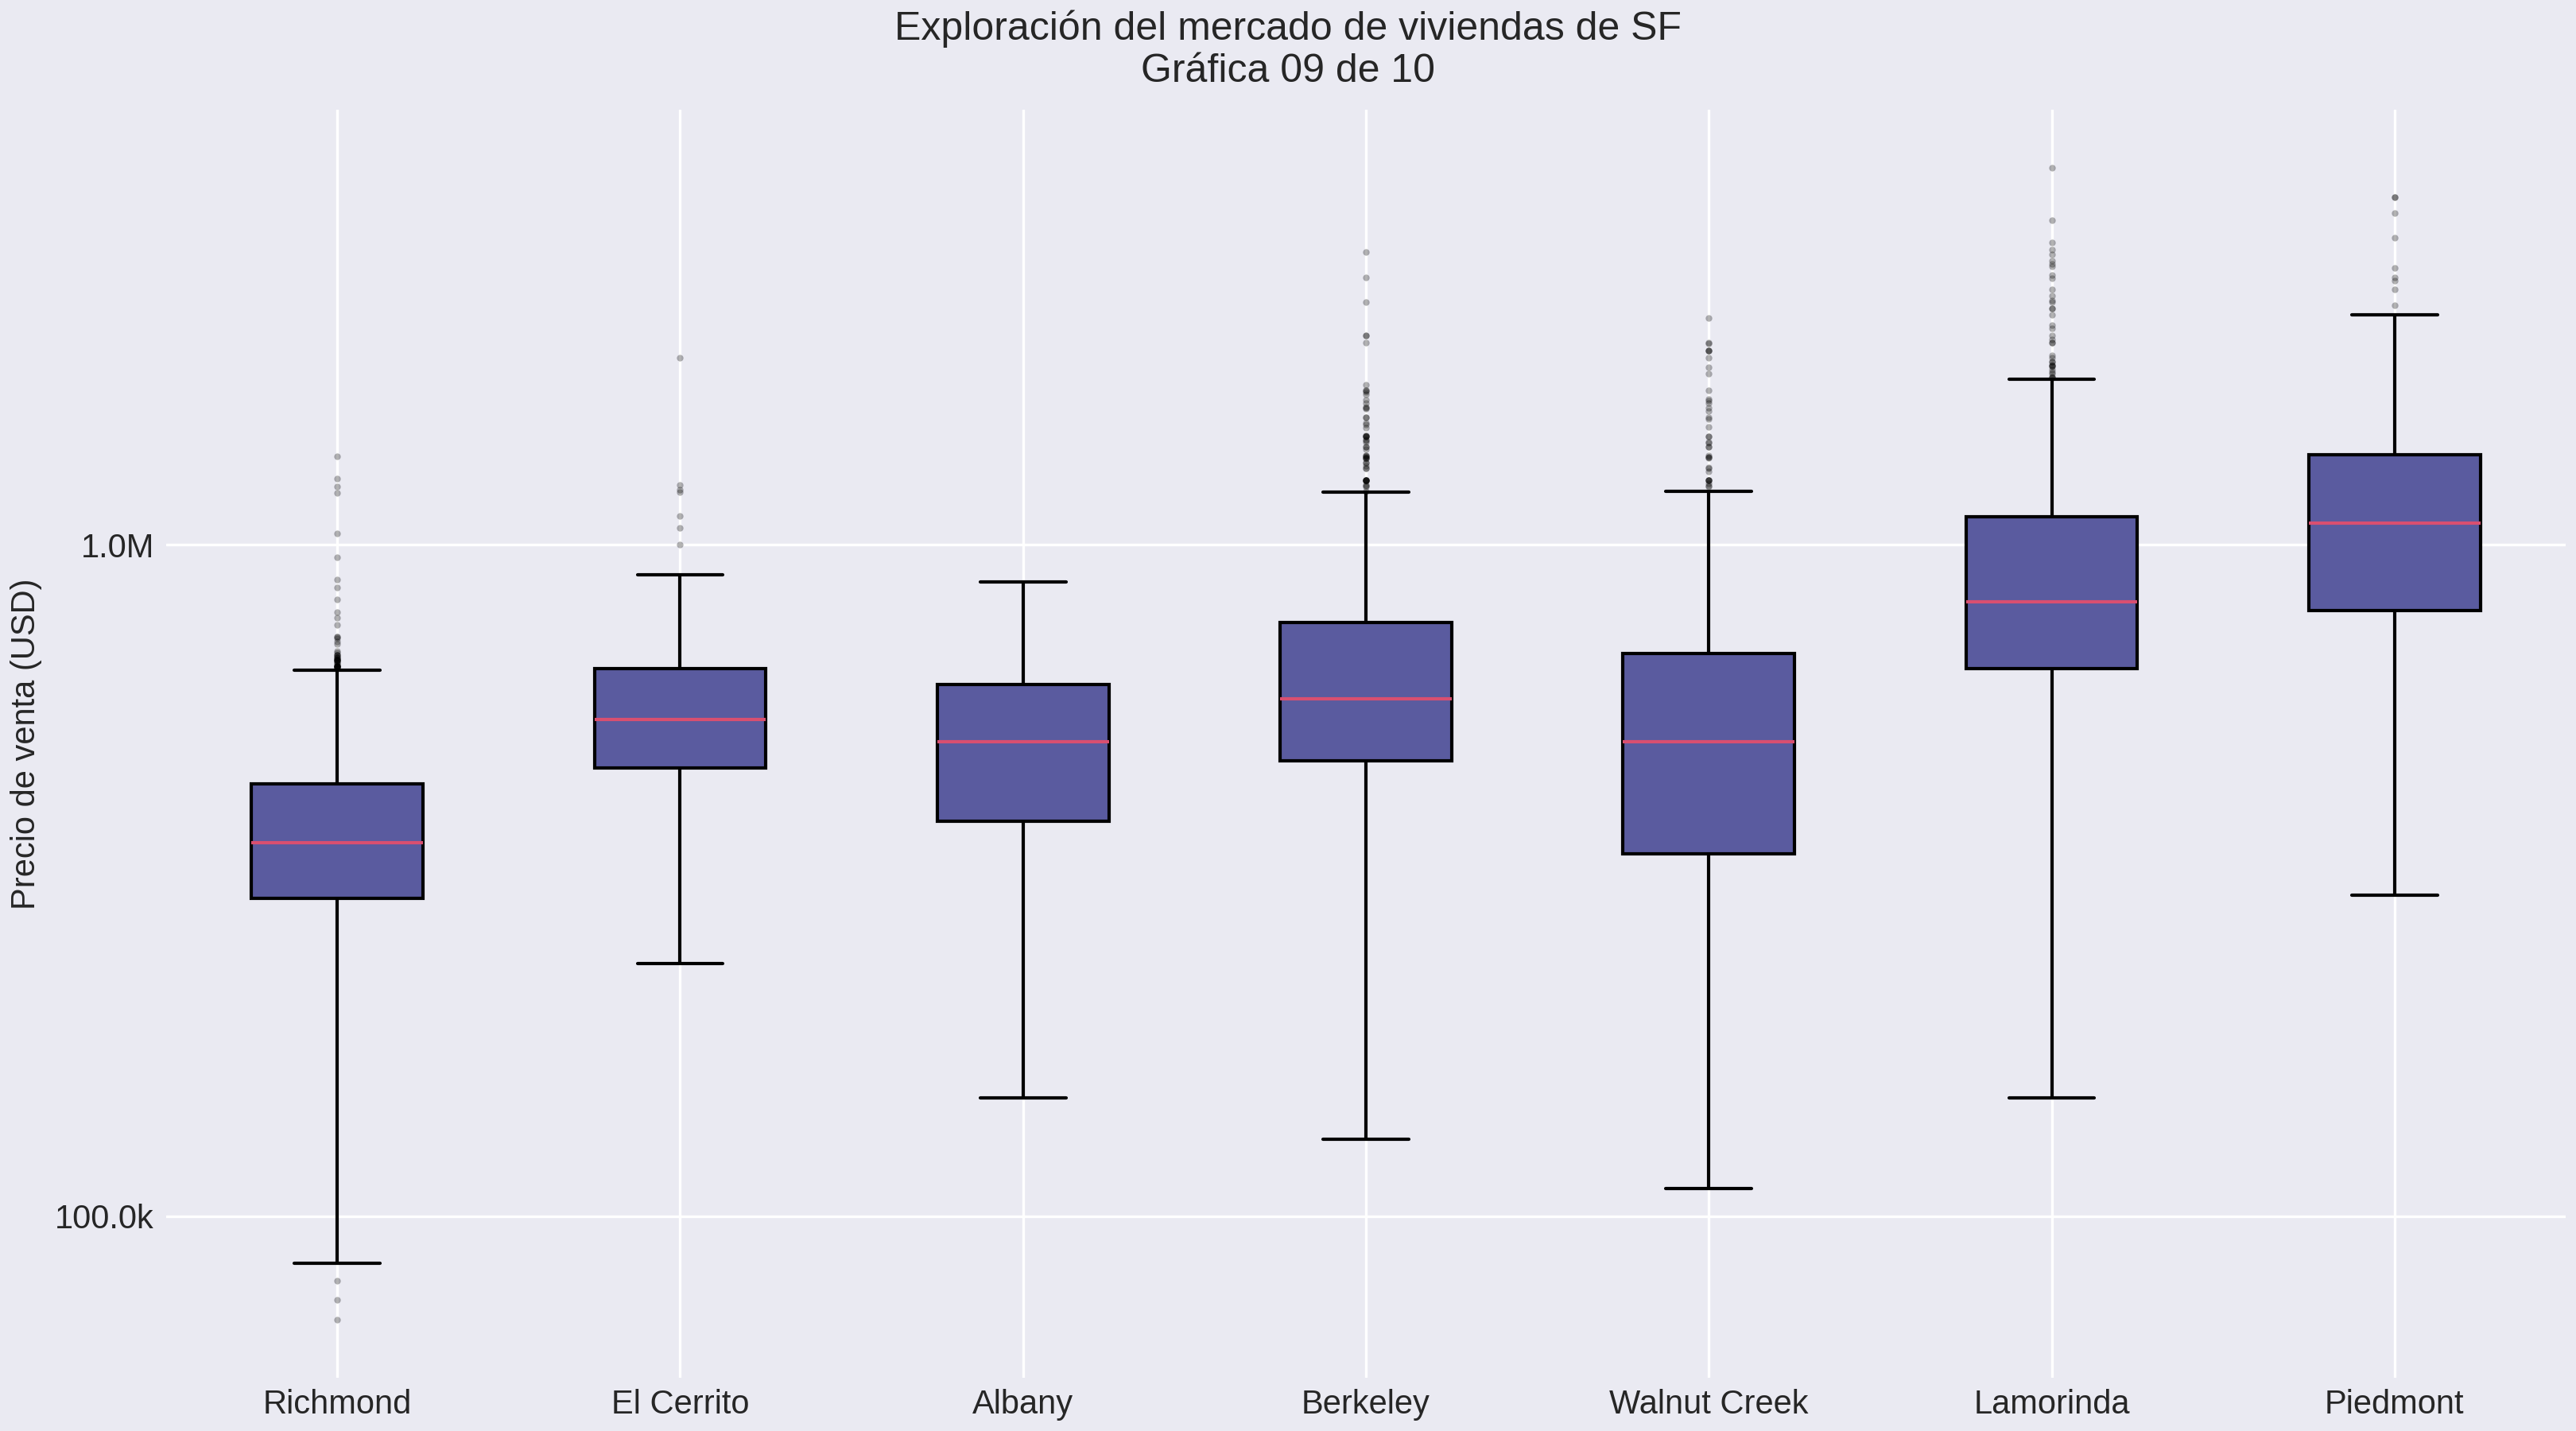 Exploración del mercado de viviendas de SF
Gráfica 09 de 10
Precio de venta (USD)
1.0M
100.0k
Richmond
El Cerrito
Albany
Berkeley
Walnut Creek
Lamorinda
Piedmont